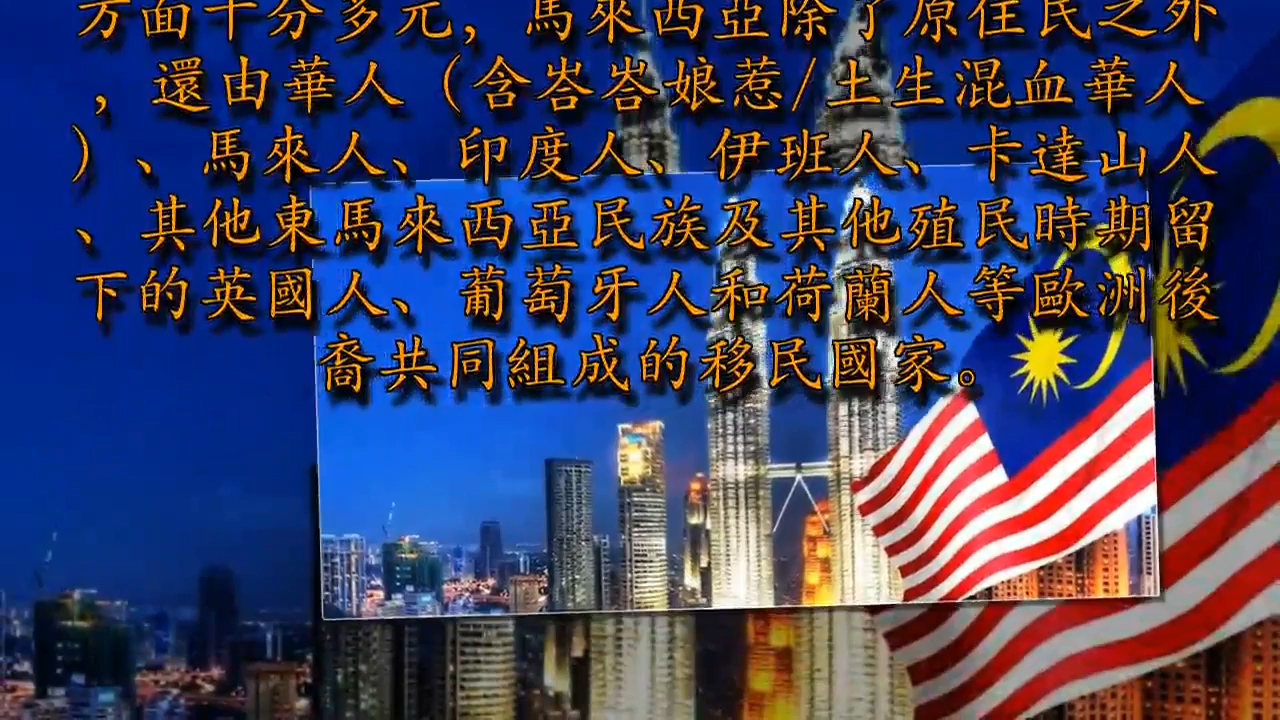 方面十分多元，馬來西亞除了原住民之外
，還由華人（含峇峇娘惹/土生混血華人
）、馬來人、印度人、伊班人、卡達山人
、其他東馬來西亞民族及其他殖民時期留
下的英國人、葡萄牙人和荷蘭人等歐洲後
裔共同組成的移民國家。